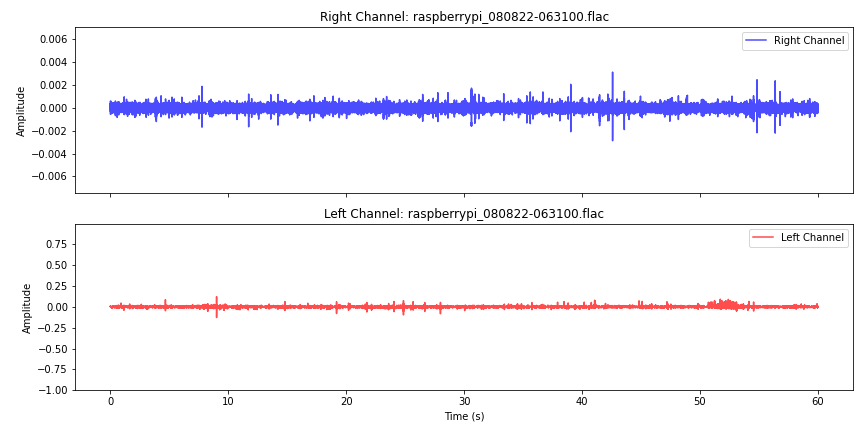 Right Channel: raspberrypi_080822-063100.flac
Right Channel
Amplitude
0.006
0.004
0.002
0.000
−0.002
−0.004
−0.006
Left Channel: raspberrypi_080822-063100.flac
Left Channel
Amplitude
0.75
0.50
0.25
0.00
−0.25
−0.50
−0.75
−1.00
0 10 20 30 40 50 60
Time (s)